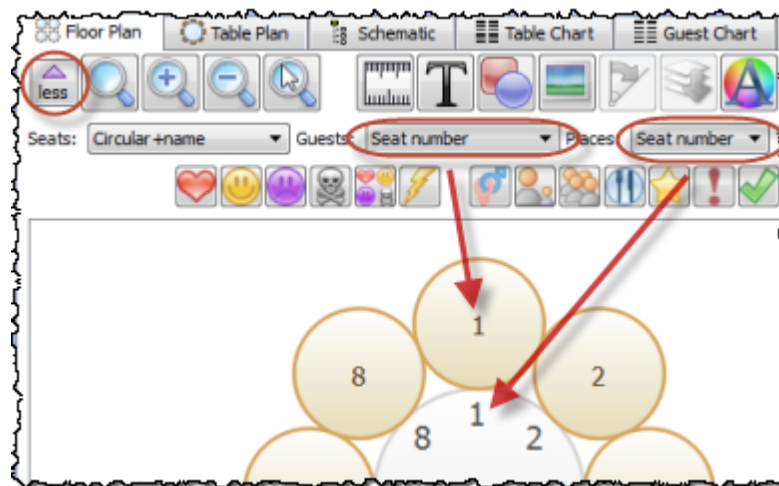 Floor Plan Table Plan Schematic Table Chart Guest Chart
less T A
Seats: Circular+name Guests: Seat number Places Seat number
1
8 2
1
8 2